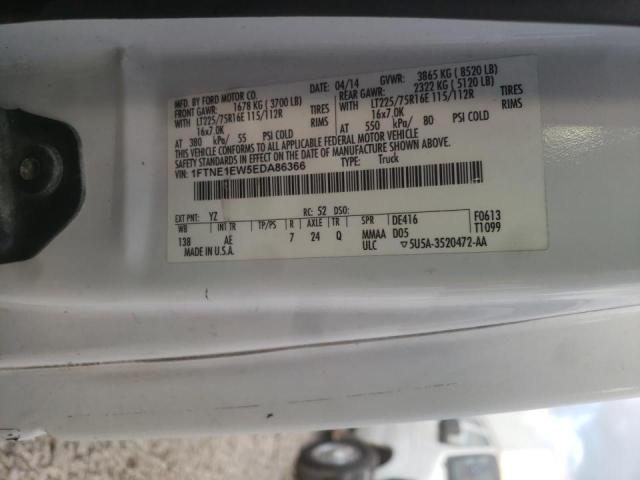 MFD. BY FORD MOTOR CO.
04/14 GVWR: 3865 KG ( 8520 LB)
FRONT GAWR: 1678 KG ( 3700 LB) REAR GAWR: 2322 KG ( 5120 LB)
WITH LT225/75R16E 115/112R TIRES WITH LT225/75R16E 115/112R TIRES
16x7.0K RIMS 16x7.0K RIMS
AT 380 kPa/ 55 PSI COLD AT 550 kPa/ 80 PSI COLD
THIS VEHICLE CONFORMS TO ALL APPLICABLE FEDERAL MOTOR VEHICLE
SAFETY STANDARDS IN EFFECT ON THE DATE OF MANUFACTURE SHOWN ABOVE.
VIN: 1FTNE1EW5EDA86366 TYPE: Truck
EXT PNT: YZ RC: 52 DSO:
WB INT TR TP/PS R AXLE TR SPR DE416 F0613
138 AE 7 24 Q MMAA D05 T1099
MADE IN U.S.A. ULC ▽5U5A-3520472-AA